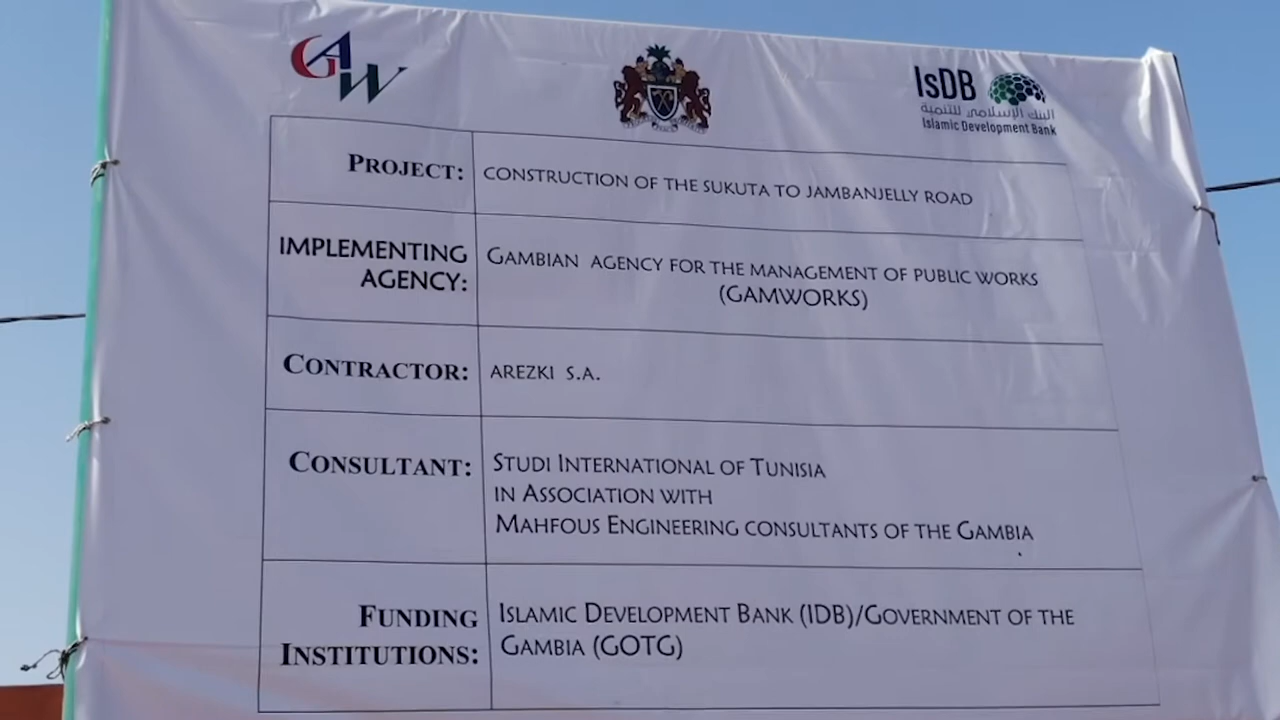 GAW
IsDB
البنك الإسلامي للتنمية
Islamic Development Bank
PROJECT: CONSTRUCTION OF THE SUKUTA TO JAMBANJELLY ROAD
IMPLEMENTING AGENCY: GAMBIAN AGENCY FOR THE MANAGEMENT OF PUBLIC WORKS
(GAMWORKS)
CONTRACTOR: AREZKI S.A.
CONSULTANT: STUDI INTERNATIONAL OF TUNISIA
IN ASSOCIATION WITH
MAHFOUS ENGINEERING CONSULTANTS OF THE GAMBIA
FUNDING INSTITUTIONS: ISLAMIC DEVELOPMENT BANK (IDB)/GOVERNMENT OF THE
GAMBIA (GOTG)